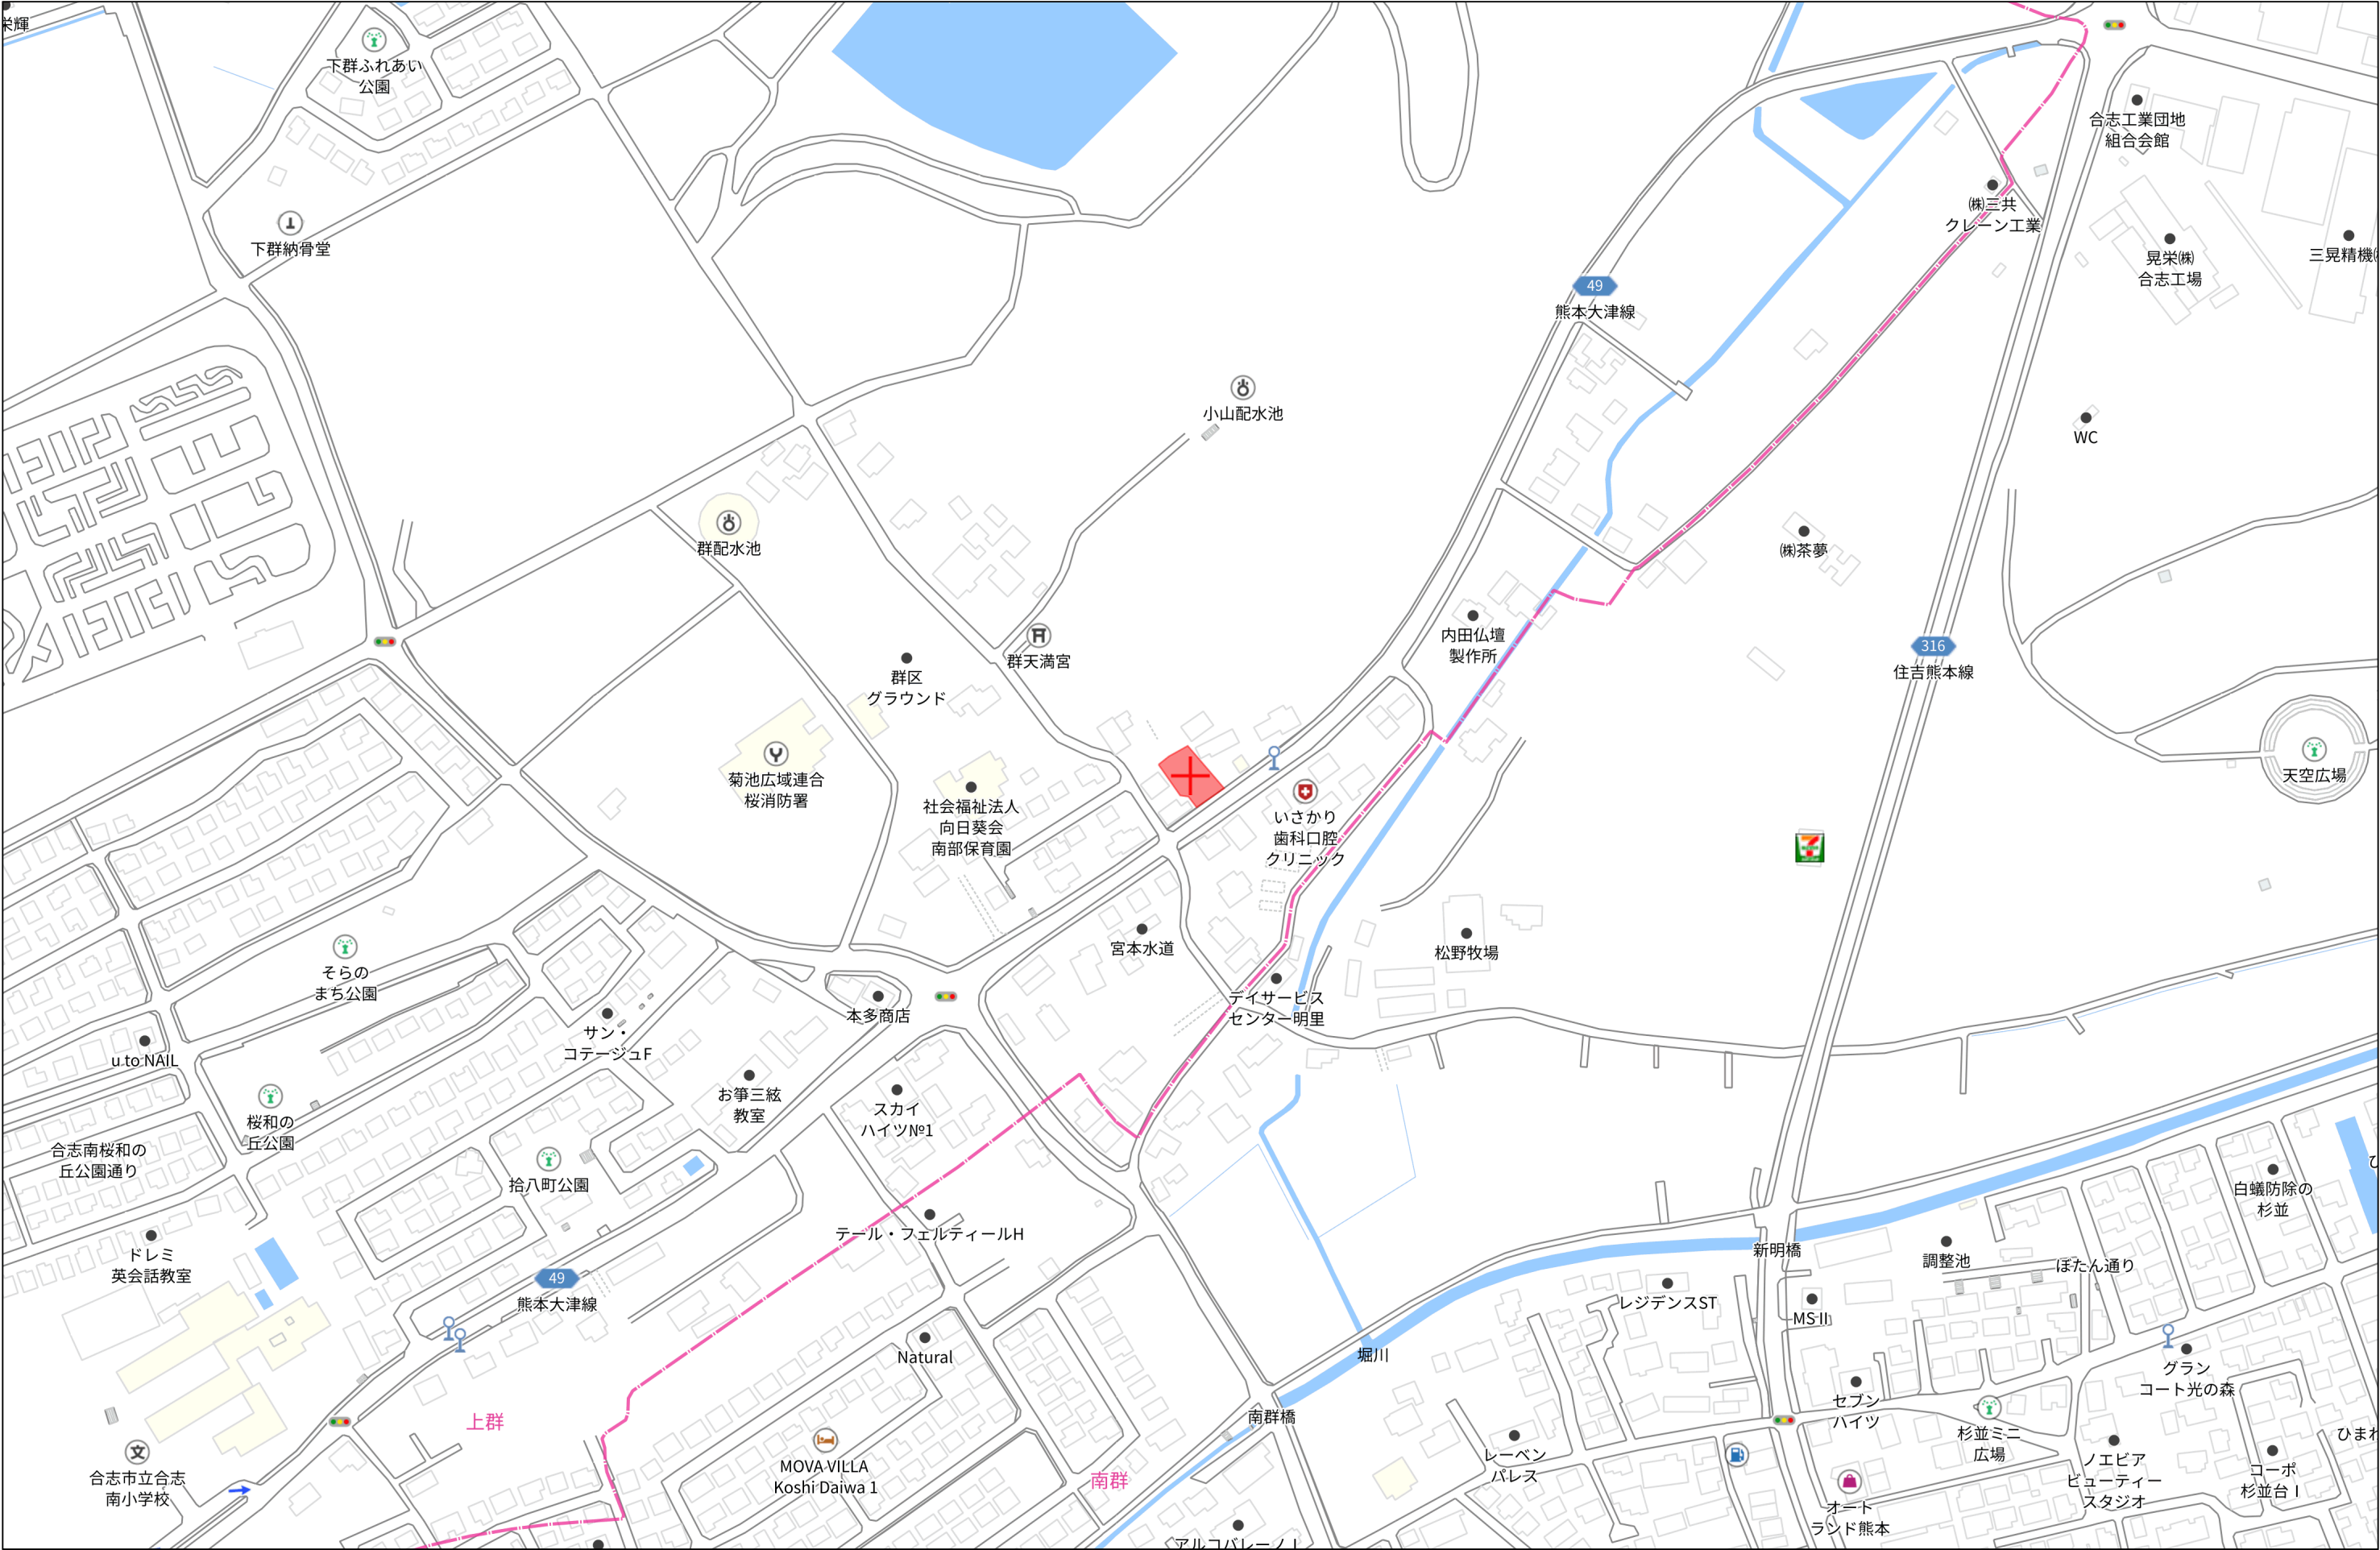 栄輝
下群ふれあい
公園
下群納骨堂
合志工業団地
組合会館
㈱三共
クレーン工業
晃栄㈱
合志工場
三晃精機㈱
49
熊本大津線
小山配水池
WC
群配水池
㈱茶夢
内田仏壇
製作所
群天満宮
群区
グラウンド
316
住吉熊本線
菊池広域連合
桜消防署
社会福祉法人
向日葵会
南部保育園
いさかり
歯科口腔
クリニック
天空広場
宮本水道
松野牧場
そらの
まち公園
デイサービス
センター明里
本多商店
サン・
コテージュF
u.to NAIL
お箏三絃
教室
スカイ
ハイツ№1
桜和の
丘公園
合志南桜和の
丘公園通り
拾八町公園
白蟻防除の
杉並
テール・フェルティールH
ドレミ
英会話教室
新明橋
調整池
ぼたん通り
49
熊本大津線
レジデンスST
MSⅡ
Natural
堀川
グラン
コート光の森
セブン
ハイツ
南群橋
上群
杉並ミニ
広場
ひまわ
レーベン
パレス
MOVA VILLA
Koshi Daiwa 1
南群
合志市立合志
南小学校
ノエビア
ビューティー
スタジオ
コーポ
杉並台Ⅰ
オート
ランド熊本
アルコバレーノⅠ